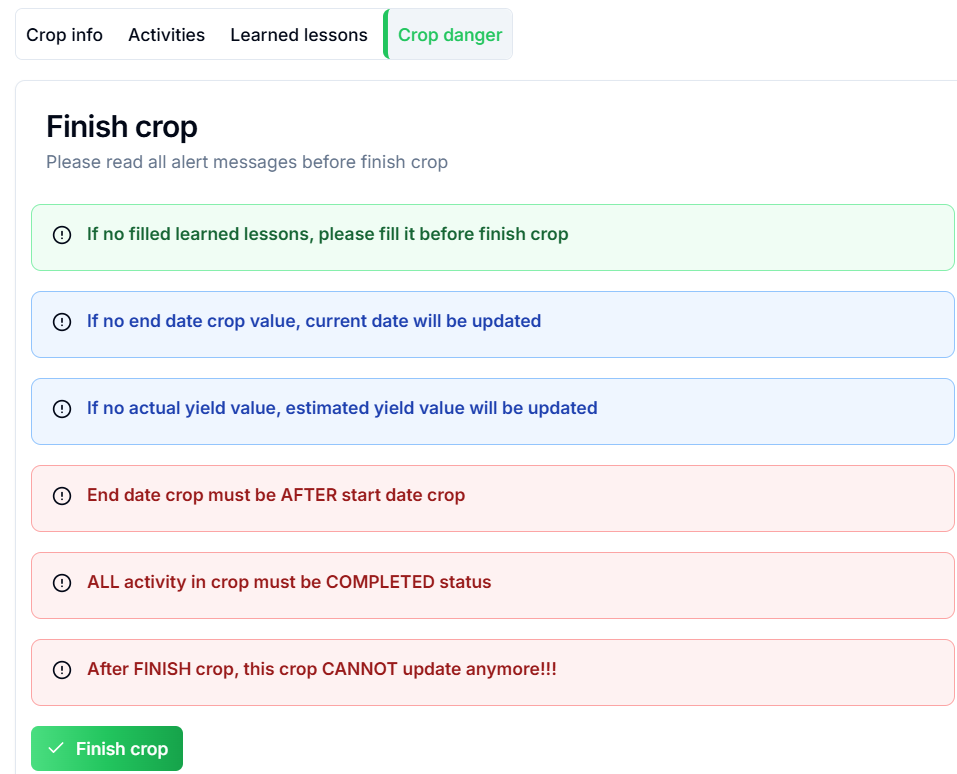 Crop info Activities Learned lessons Crop danger
Finish crop
Please read all alert messages before finish crop
If no filled learned lessons, please fill it before finish crop
If no end date crop value, current date will be updated
If no actual yield value, estimated yield value will be updated
End date crop must be AFTER start date crop
ALL activity in crop must be COMPLETED status
After FINISH crop, this crop CANNOT update anymore!!!
Finish crop